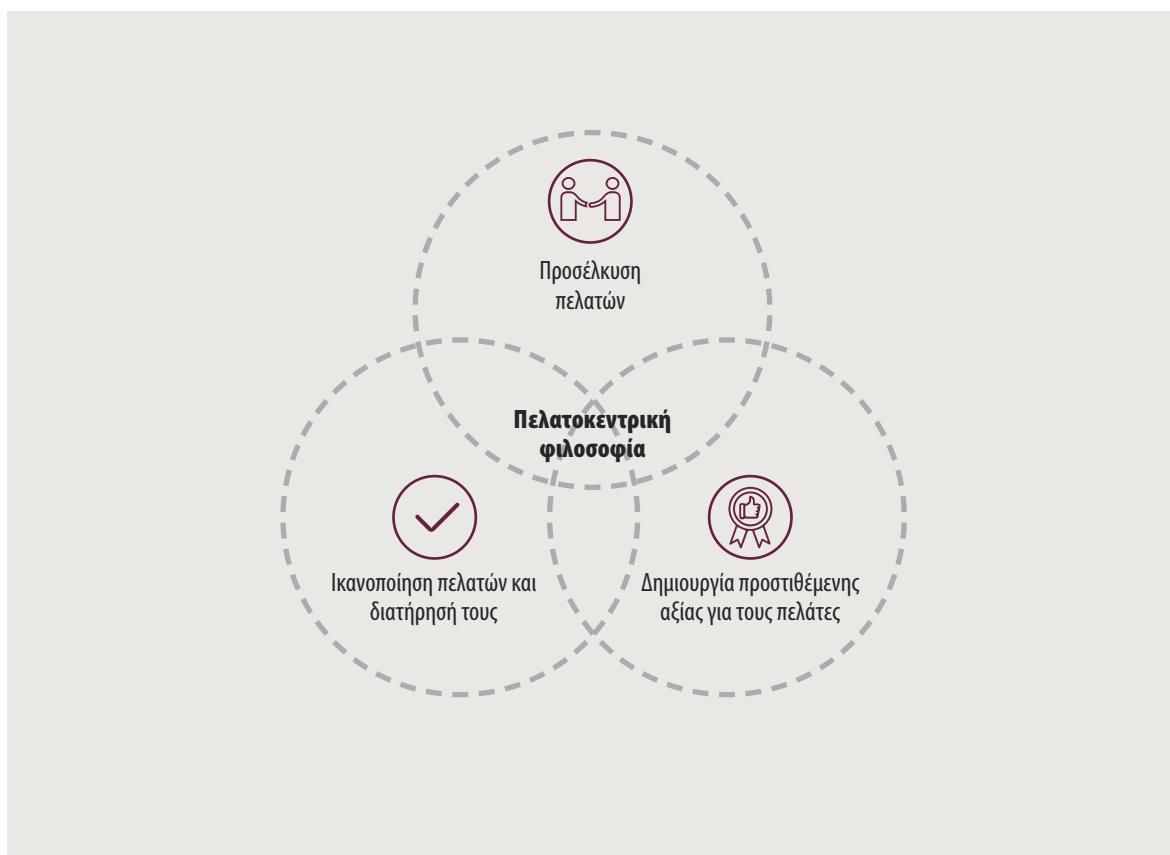 Προσέλκυση
πελατών
Πελατοκεντρική
φιλοσοφία
Ικανοποίηση πελατών και
διατήρησή τους
Δημιουργία προστιθέμενης
αξίας για τους πελάτες